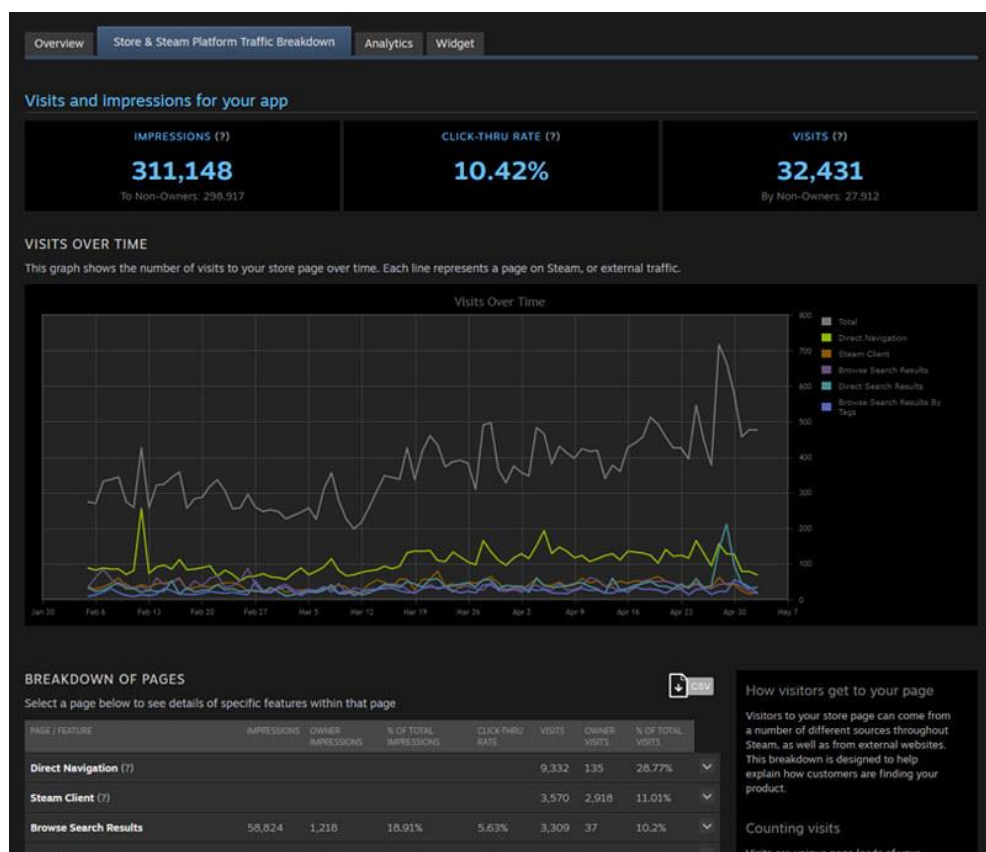 Overview Store & Steam Platform Traffic Breakdown Analytics Widget
Visits and impressions for your app
IMPRESSIONS (?) CLICK-THRU RATE (?) VISITS (?)
311,148 10.42% 32,431
To Non-Owners: 298,917 By Non-Owners: 27,912
VISITS OVER TIME
This graph shows the number of visits to your store page over time. Each line represents a page on Steam, or external traffic.
Visits Over Time
800
700
600
500
400
300
200
100
0
Total
Direct Navigation
Steam Client
Browse Search Results
Direct Search Results
Browse Search Results By
Tags
Jan 30 Feb 6 Feb 13 Feb 20 Feb 27 Mar 5 Mar 12 Mar 19 Mar 26 Apr 2 Apr 9 Apr 16 Apr 23 Apr 30 May 7
BREAKDOWN OF PAGES
CSV
Select a page below to see details of specific features within that page
PAGE / FEATURE IMPRESSIONS OWNER IMPRESSIONS % OF TOTAL IMPRESSIONS CLICK-THRU RATE VISITS OWNER VISITS % OF TOTAL VISITS
Direct Navigation (?) 9,332 135 28.77%
Steam Client (?) 3,570 2,918 11.01%
Browse Search Results 58,824 1,218 18.91% 5.63% 3,309 37 10.2%
How visitors get to your page
Visitors to your store page can come from
a number of different sources throughout
Steam, as well as from external websites.
This breakdown is designed to help
explain how customers are finding your
product.
Counting visits